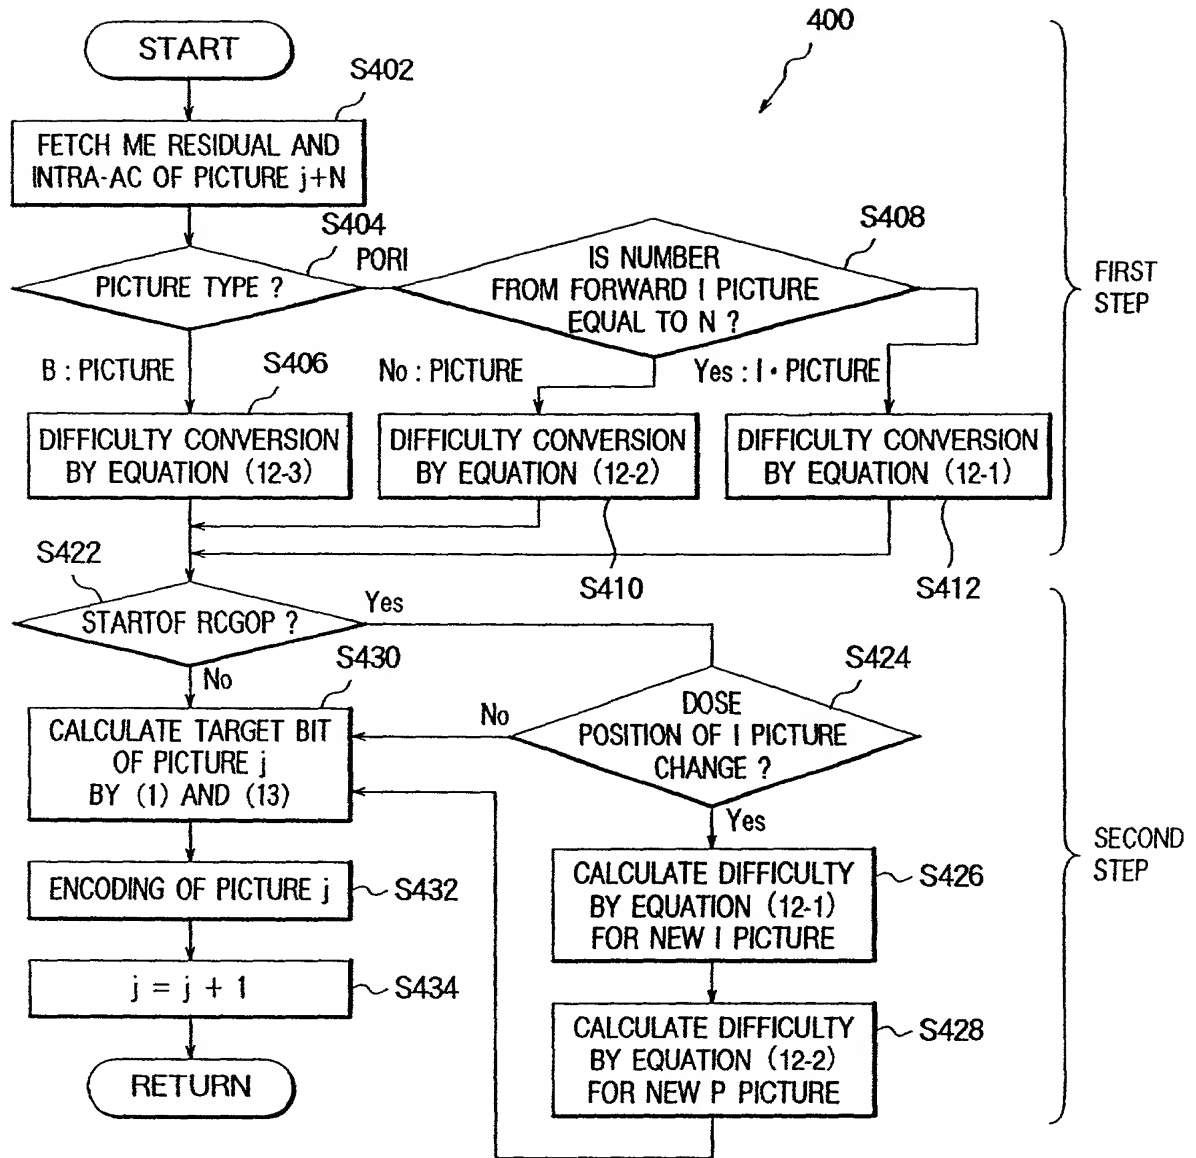 START
400
S402
FETCH ME RESIDUAL AND
INTRA-AC OF PICTURE j+N
S404
PICTURE TYPE ?
PORI
S408
IS NUMBER
FROM FORWARD I PICTURE
EQUAL TO N ?
FIRST
STEP
B : PICTURE
S406
No : PICTURE
Yes : I · PICTURE
DIFFICULTY CONVERSION
BY EQUATION (12-3)
DIFFICULTY CONVERSION
BY EQUATION (12-2)
DIFFICULTY CONVERSION
BY EQUATION (12-1)
S410
S412
S422
STARTOF RCGOP ?
Yes
No
S430
CALCULATE TARGET BIT
OF PICTURE j
BY (1) AND (13)
S424
DOSE
POSITION OF I PICTURE
CHANGE ?
No
Yes
SECOND
STEP
ENCODING OF PICTURE j
S432
CALCULATE DIFFICULTY
BY EQUATION (12-1)
FOR NEW I PICTURE
S426
j = j + 1
S434
CALCULATE DIFFICULTY
BY EQUATION (12-2)
FOR NEW P PICTURE
S428
RETURN